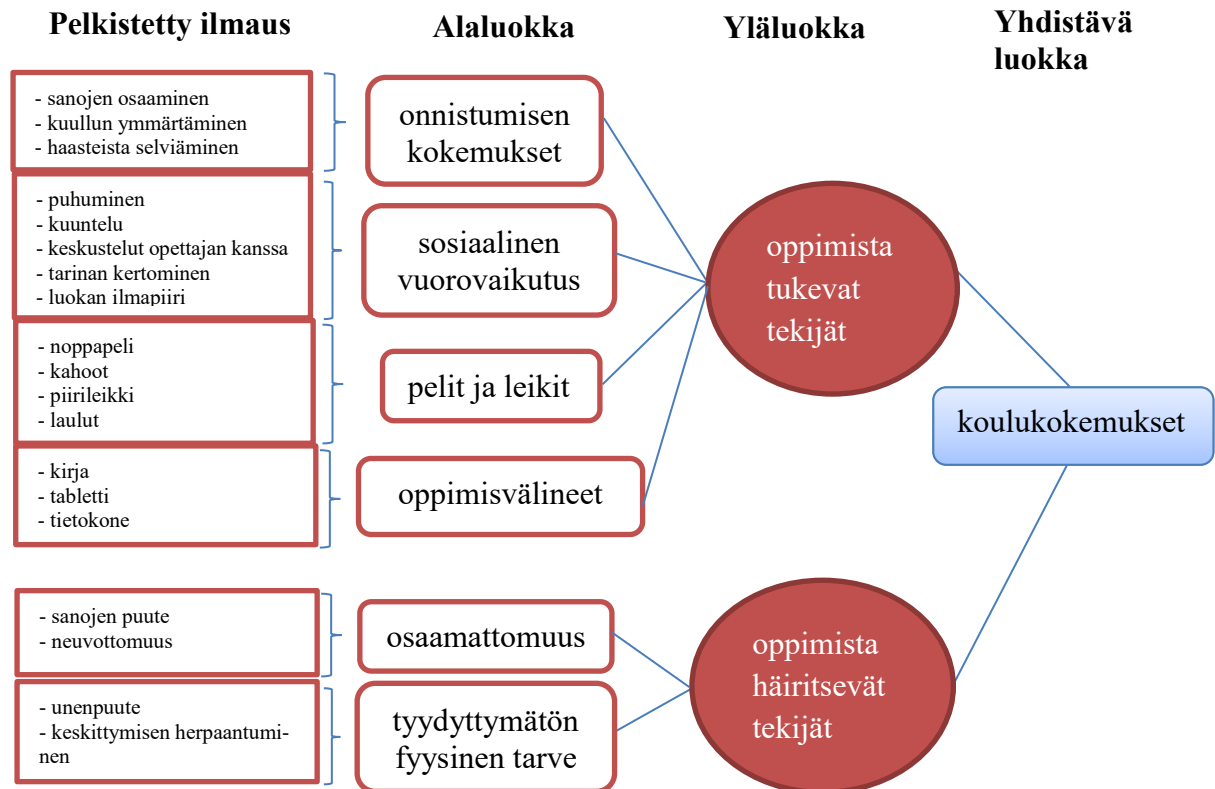 Pelkistetty ilmaus
Alaluokka
Yläluokka
Yhdistävä
luokka
- sanojen osaaminen
- kuullun ymmärtäminen
- haasteista selviäminen
onnistumisen
kokemukset
- puhuminen
- kuuntelu
- keskustelut opettajan kanssa
- tarinan kertominen
- luokan ilmapiiri
sosiaalinen
vuorovaikutus
- noppapeli
- kahoot
- piirileikki
- laulut
pelit ja leikit
- kirja
- tabletti
- tietokone
oppimisvälineet
oppimista
tukevat
tekijät
koulukokemukset
- sanojen puute
- neuvottomuus
osaamattomuus
- unenpuute
- keskittymisen herpaantumi-
nen
tyydyttymätön
fyysinen tarve
oppimista
häiritsevät
tekijät